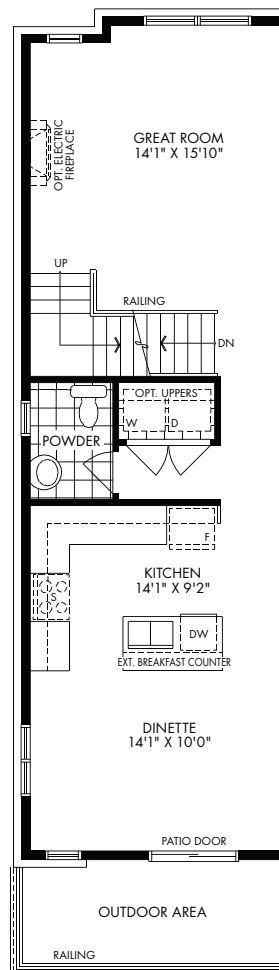 GREAT ROOM
14'1" X 15'10"
OPT. ELECTRIC
FIREPLACE
UP
RAILING
DN
OPT. UPPERS
W
D
POWDER
F
KITCHEN
14'1" X 9'2"
S
DW
EXT. BREAKFAST COUNTER
DINETTE
14'1" X 10'0"
PATIO DOOR
OUTDOOR AREA
RAILING